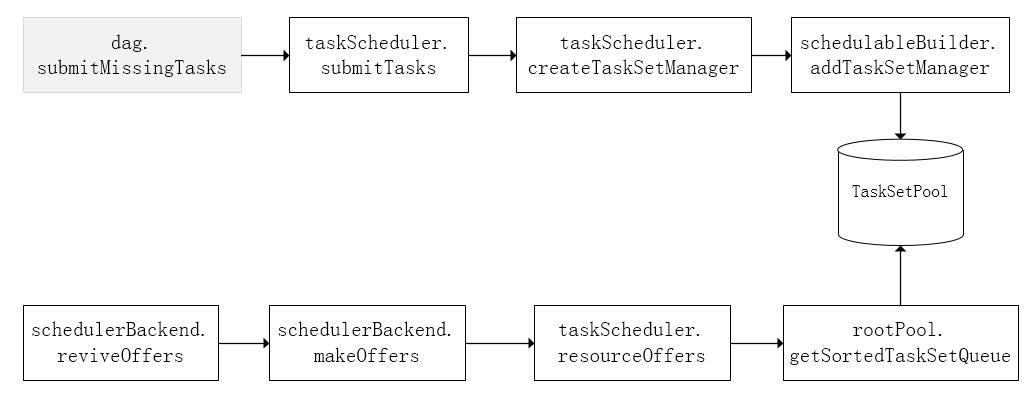 dag.
submitMissingTasks
taskScheduler.
submitTasks
taskScheduler.
createTaskSetManager
schedulableBuilder.
addTaskSetManager
TaskSetPool
schedulerBackend.
reviveOffers
schedulerBackend.
makeOffers
taskScheduler.
resourceOffers
rootPool.
getSortedTaskSetQueue